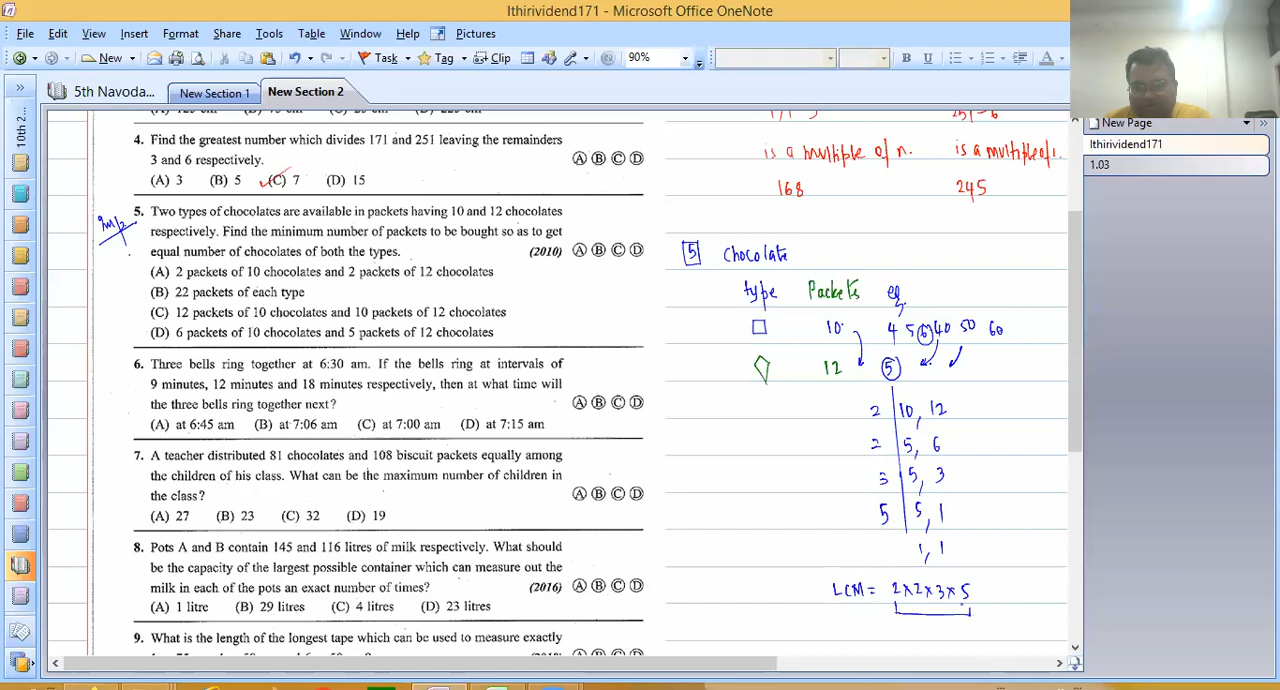 Ithirividend171 - Microsoft Office OneNote
File Edit View Insert Format Share Tools Table Window Help Pictures
New Task Tag Clip 90% B U A
5th Navoda... New Section 1 New Section 2
10th 2...
New Page
Ithirividend171
1.03
4. Find the greatest number which divides 171 and 251 leaving the remainders
3 and 6 respectively. A B C D
(A) 3 (B) 5 (C) 7 (D) 15
5. Two types of chocolates are available in packets having 10 and 12 chocolates
respectively. Find the minimum number of packets to be bought so as to get
equal number of chocolates of both the types. (2010) A B C D
(A) 2 packets of 10 chocolates and 2 packets of 12 chocolates
(B) 22 packets of each type
(C) 12 packets of 10 chocolates and 10 packets of 12 chocolates
(D) 6 packets of 10 chocolates and 5 packets of 12 chocolates
6. Three bells ring together at 6:30 am. If the bells ring at intervals of
9 minutes, 12 minutes and 18 minutes respectively, then at what time will
the three bells ring together next? A B C D
(A) at 6:45 am (B) at 7:06 am (C) at 7:00 am (D) at 7:15 am
7. A teacher distributed 81 chocolates and 108 biscuit packets equally among
the children of his class. What can be the maximum number of children in
the class? A B C D
(A) 27 (B) 23 (C) 32 (D) 19
8. Pots A and B contain 145 and 116 litres of milk respectively. What should
be the capacity of the largest possible container which can measure out the
milk in each of the pots an exact number of times? (2016) A B C D
(A) 1 litre (B) 29 litres (C) 4 litres (D) 23 litres
9. What is the length of the longest tape which can be used to measure exactly
is a multiple of n. is a multiple of
168 245
5 Chocolate
type Packets eq
10 4 5 6 40 50 60
12 5
2 10, 12
2 5, 6
3 5, 3
5 5, 1
1, 1
LCM = 2×2×3×5